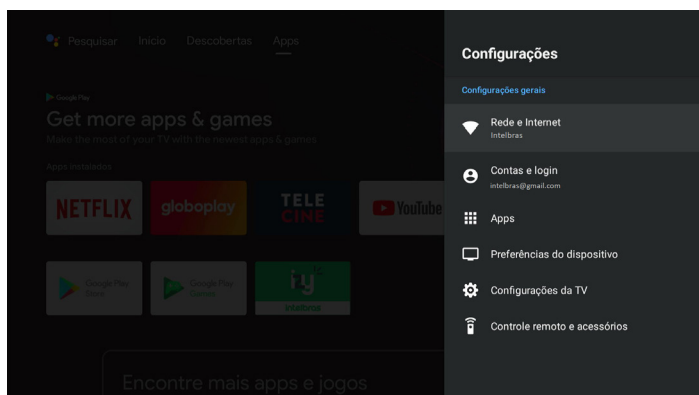 Pesquisar Início Descobertas Apps
Google Play
Get more apps & games
Make the most of your TV with the newest apps & games
Apps instalados
NETFLIX
globoplay
TELE
CINE
YouTube
Google Play
Google Play
Games
izy
intelbras
Encontre mais apps e jogos
Configurações
Configurações gerais
Rede e Internet
Intelbras
Contas e login
intelbras@gmail.com
Apps
Preferências do dispositivo
Configurações da TV
Controle remoto e acessórios